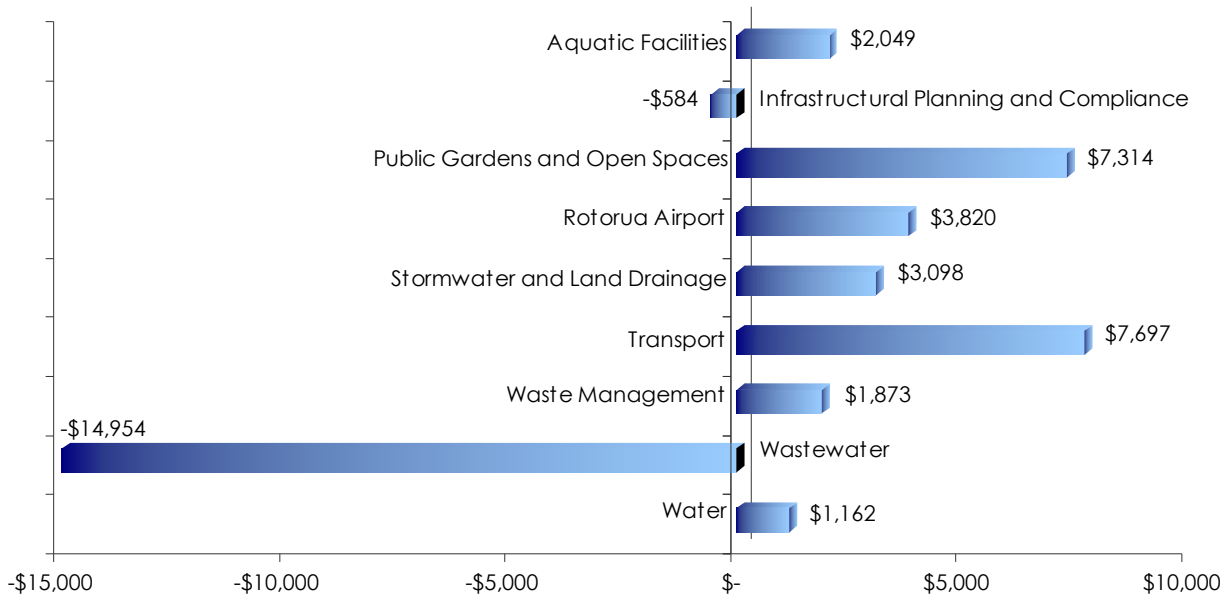 Aquatic Facilities $2,049
-$584 Infrastructural Planning and Compliance
Public Gardens and Open Spaces $7,314
Rotorua Airport $3,820
Stormwater and Land Drainage $3,098
Transport $7,697
Waste Management $1,873
-$14,954 Wastewater
Water $1,162
-$15,000 -$10,000 -$5,000 $- $5,000 $10,000